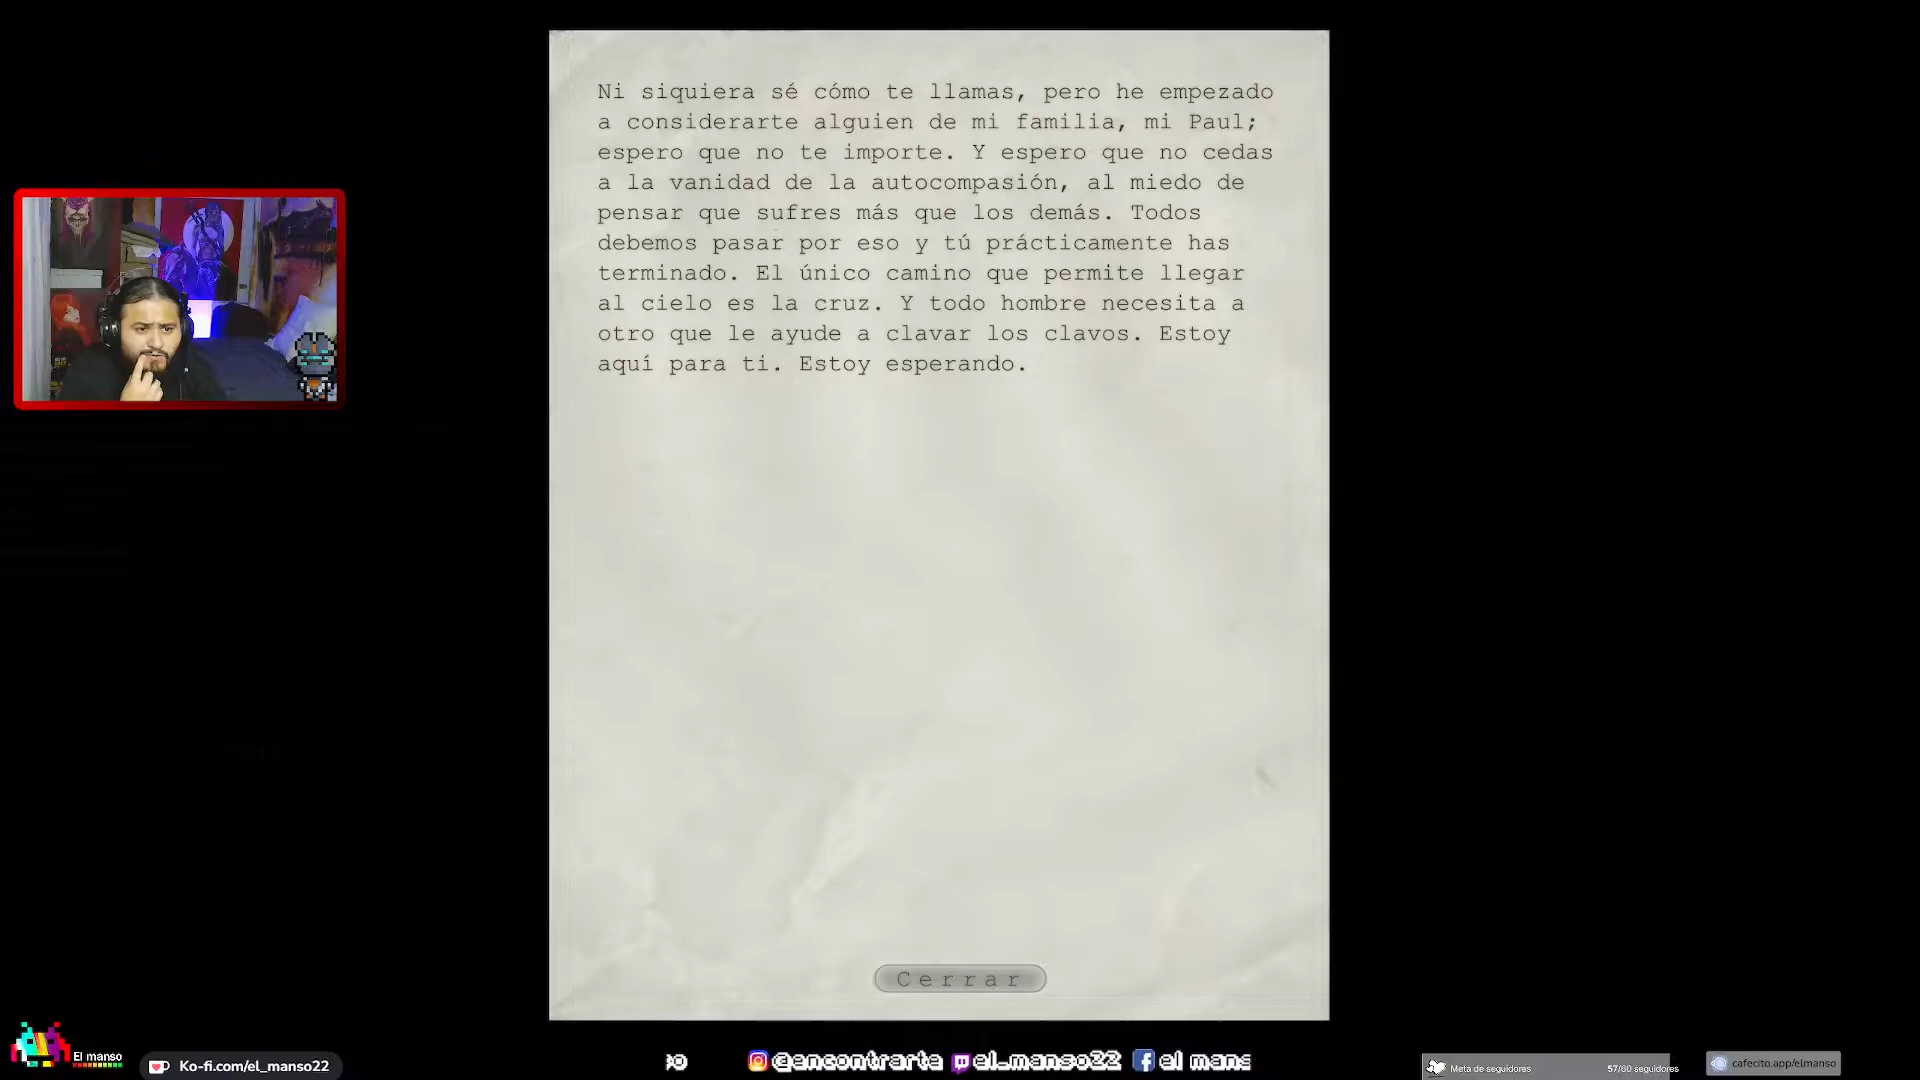 Ni siquiera sé cómo te llamas, pero he empezado
a considerarte alguien de mi familia, mi Paul;
espero que no te importe. Y espero que no cedas
a la vanidad de la autocompasión, al miedo de
pensar que sufres más que los demás. Todos
debemos pasar por eso y tú prácticamente has
terminado. El único camino que permite llegar
al cielo es la cruz. Y todo hombre necesita a
otro que le ayude a clavar los clavos. Estoy
aquí para ti. Estoy esperando.
Cerrar
El manso
Ko-fi.com/el_manso22
@encontrarte
el_manso22
el mans
Meta de seguidores
57/60 seguidores
cafecito.app/elmanso